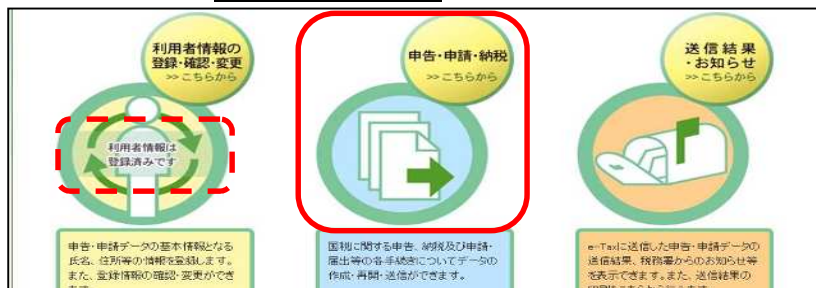 利用者情報の
登録・確認・変更
>> こちらから
利用者情報は
登録済みです
申告・申請データの基本情報となる
氏名、住所等の情報を登録します。
また、登録情報の確認・変更ができ
ます。
申告・申請・納税
>> こちらから
国税に関する申告、納税及び申請・
届出等の各手続きについてデータの
作成・再開・送信ができます。
送信結果
・お知らせ
>> こちらから
e-Taxに送信した申告・申請データの
送信結果、税務署からのお知らせ等
を表示できます。また、送信結果の